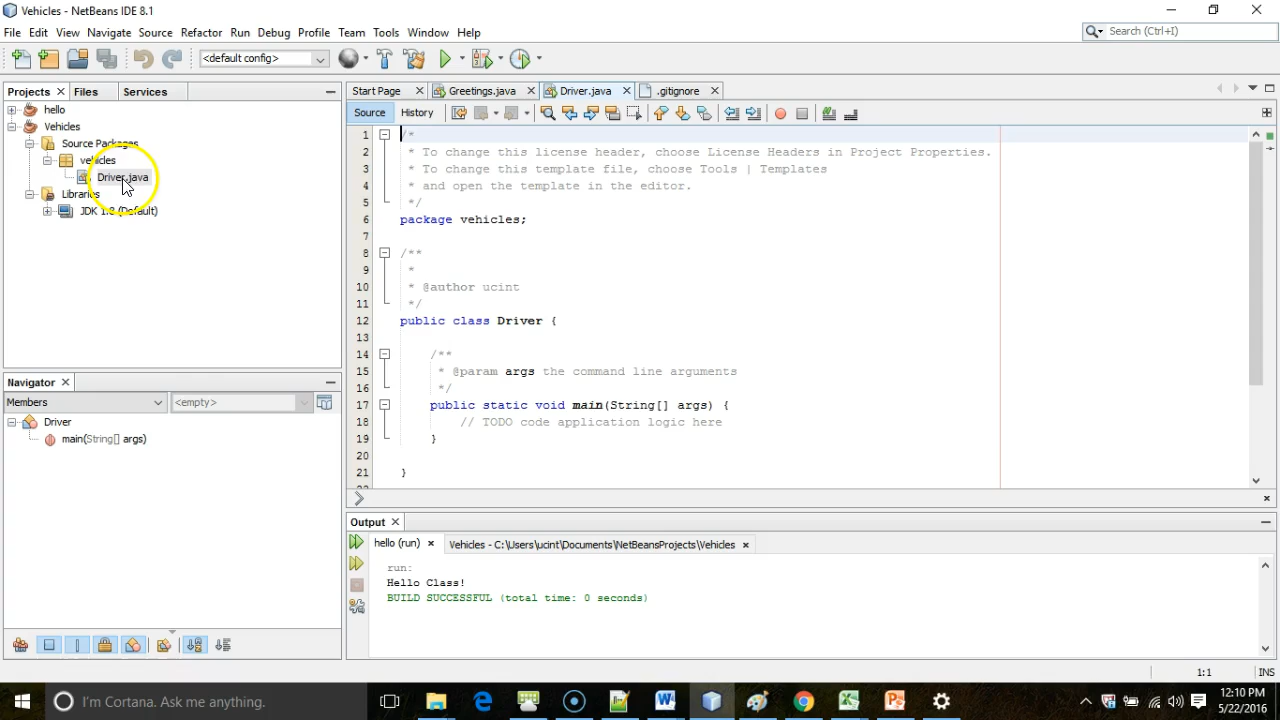 Vehicles - NetBeans IDE 8.1
File Edit View Navigate Source Refactor Run Debug Profile Team Tools Window Help
Search (Ctrl+I)
<default config>
Projects Files Services
Start Page Greetings.java Driver.java .gitignore
Source History
hello
Vehicles
Source Packages
vehicles
Driver.java
Libraries
JDK 1.8 (Default)
1 /*
2 * To change this license header, choose License Headers in Project Properties.
3 * To change this template file, choose Tools | Templates
4 * and open the template in the editor.
5 */
6 package vehicles;
7
8 /**
9 *
10 * @author ucint
11 */
12 public class Driver {
13
14 /**
15 * @param args the command line arguments
16 */
17 public static void main(String[] args) {
18 // TODO code application logic here
19 }
20
21 }
22
Navigator
Members <empty>
Driver
main(String[] args)
Output
hello (run) Vehicles - C:\Users\ucint\Documents\NetBeansProjects\Vehicles
run:
Hello Class!
BUILD SUCCESSFUL (total time: 0 seconds)
1:1 INS
I'm Cortana. Ask me anything.
12:10 PM
5/22/2016